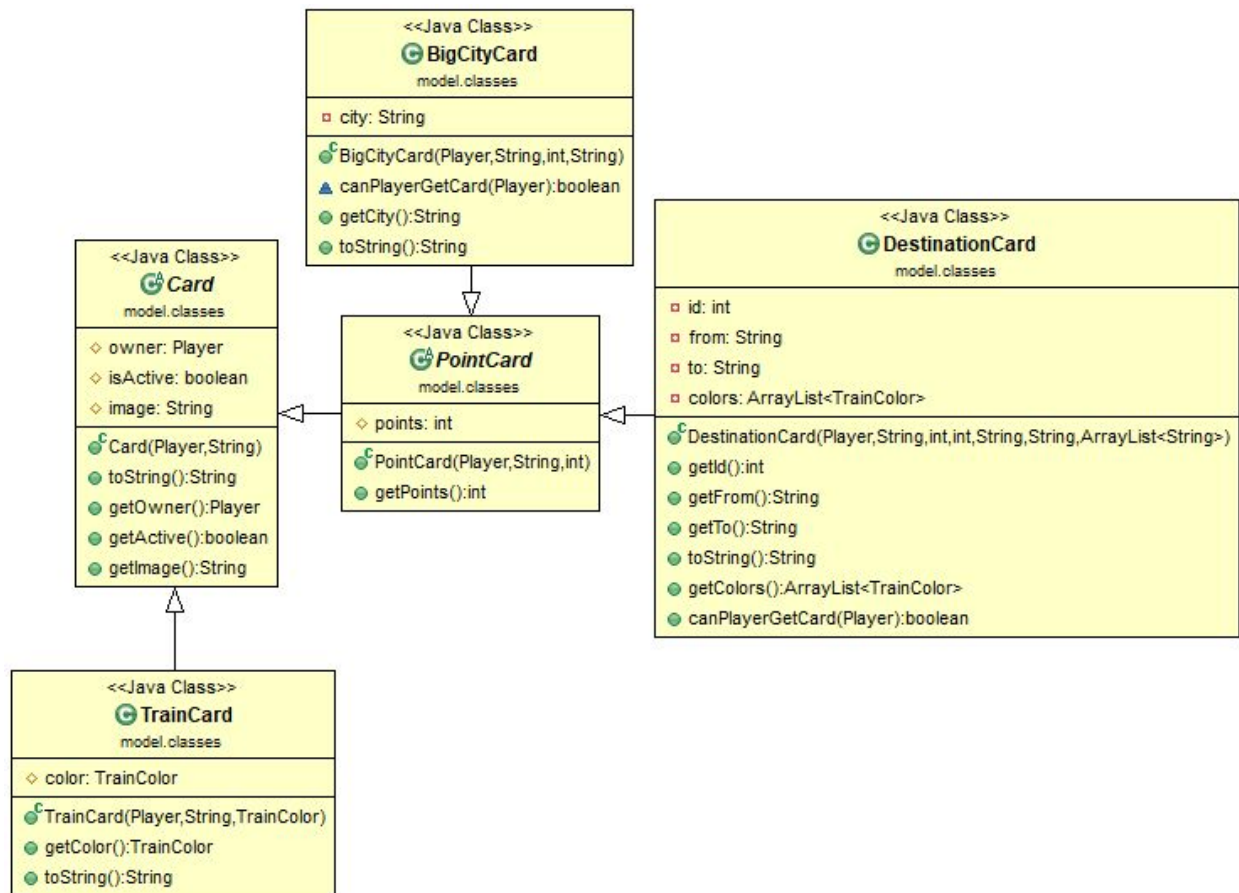 <<Java Class>>
BigCityCard
model.classes
city: String
BigCityCard(Player,String,int,String)
canPlayerGetCard(Player):boolean
getCity():String
toString():String
<<Java Class>>
DestinationCard
model.classes
id: int
from: String
to: String
colors: ArrayList<TrainColor>
DestinationCard(Player,String,int,int,String,String,ArrayList<String>)
getId():int
getFrom():String
getTo():String
toString():String
getColors():ArrayList<TrainColor>
canPlayerGetCard(Player):boolean
<<Java Class>>
Card
model.classes
owner: Player
isActive: boolean
image: String
Card(Player,String)
toString():String
getOwner():Player
getActive():boolean
getImage():String
<<Java Class>>
PointCard
model.classes
points: int
PointCard(Player,String,int)
getPoints():int
<<Java Class>>
TrainCard
model.classes
color: TrainColor
TrainCard(Player,String,TrainColor)
getColor():TrainColor
toString():String